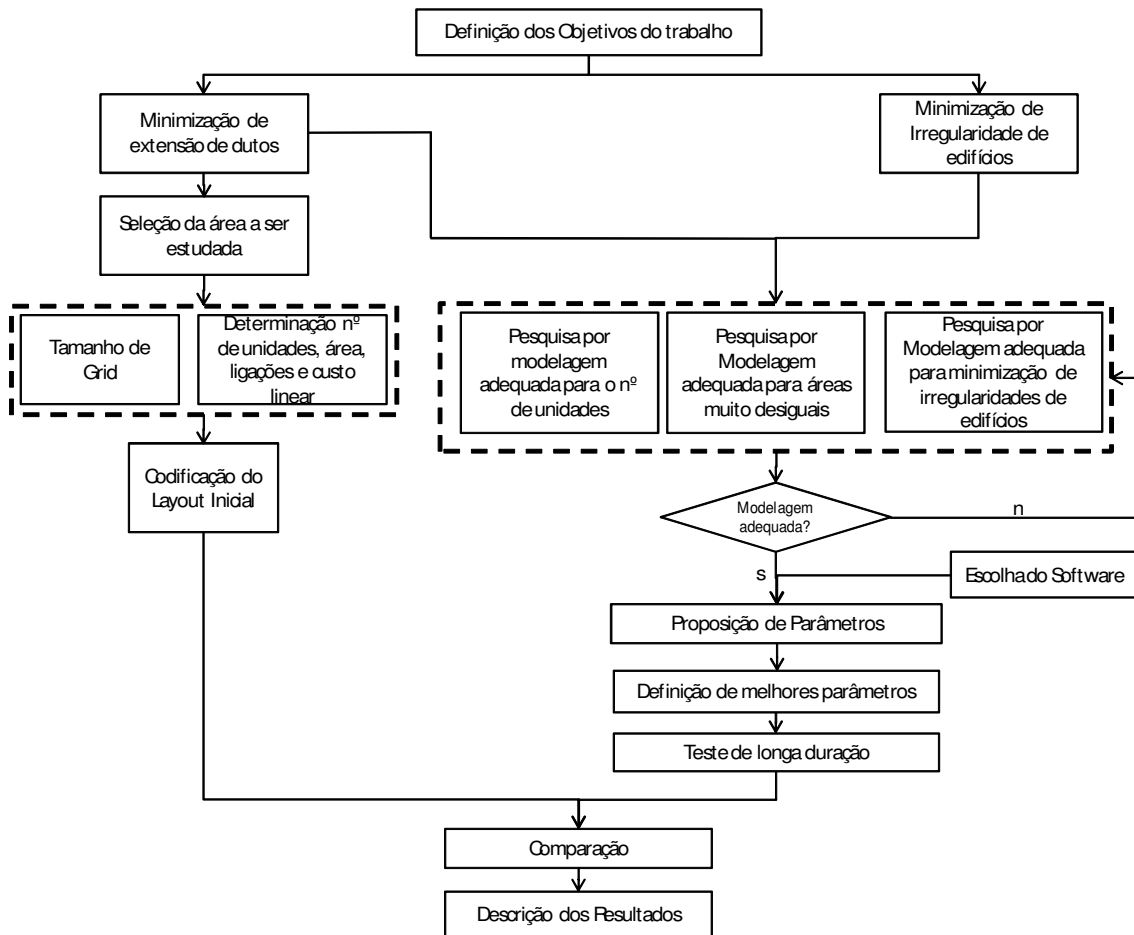 Definição dos Objetivos do trabalho
Minimização de
extensão de dutos
Minimização de
Irregularidade de
edifícios
Seleção da área a ser
estudada
Tamanho de
Grid
Determinação nº
de unidades, área,
ligações e custo
linear
Pesquisa por
modelagem
adequada para o nº
de unidades
Pesquisa por
Modelagem
adequada para áreas
muito desiguais
Pesquisa por
Modelagem adequada
para minimização de
irregularidades de
edifícios
Codificação do
Layout Inicial
Modelagem
adequada?
n
s
Escolha do Software
Proposição de Parâmetros
Definição de melhores parâmetros
Teste de longa duração
Comparação
Descrição dos Resultados